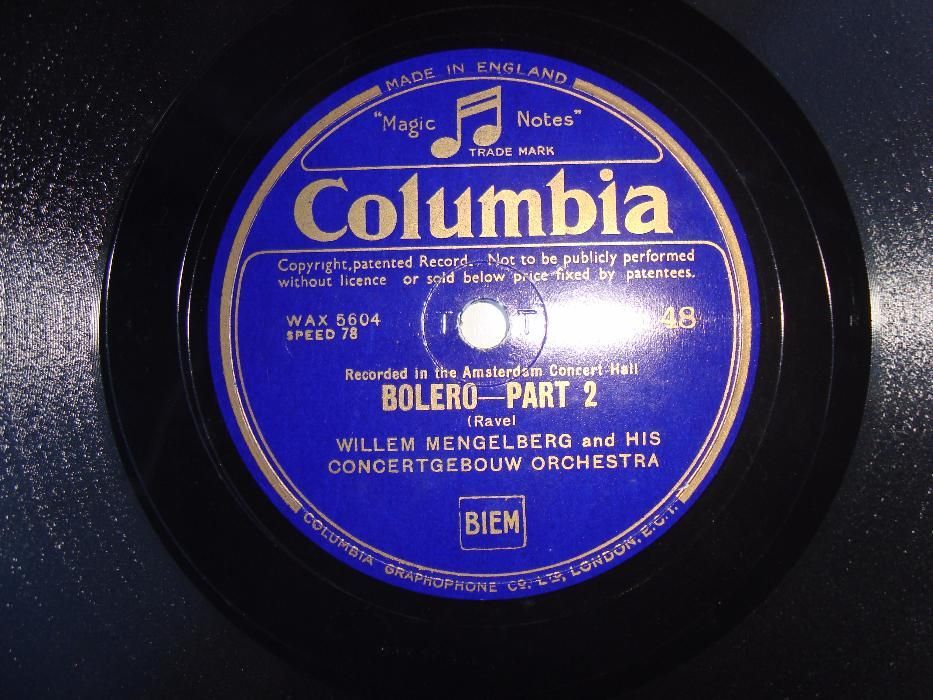 MADE IN ENGLAND
"Magic Notes"
TRADE MARK
Columbia
Copyright,patented Record. Not to be publicly performed
without licence or sold below price fixed by patentees.
WAX 5604
SPEED 78
48
Recorded in the Amsterdam Concert Hall
BOLERO—PART 2
(Ravel
WILLEM MENGELBERG and HIS
CONCERTGEBOUW ORCHESTRA
BIEM
COLUMBIA GRAPHOPHONE CO. LTD, LONDON, E.C.1.